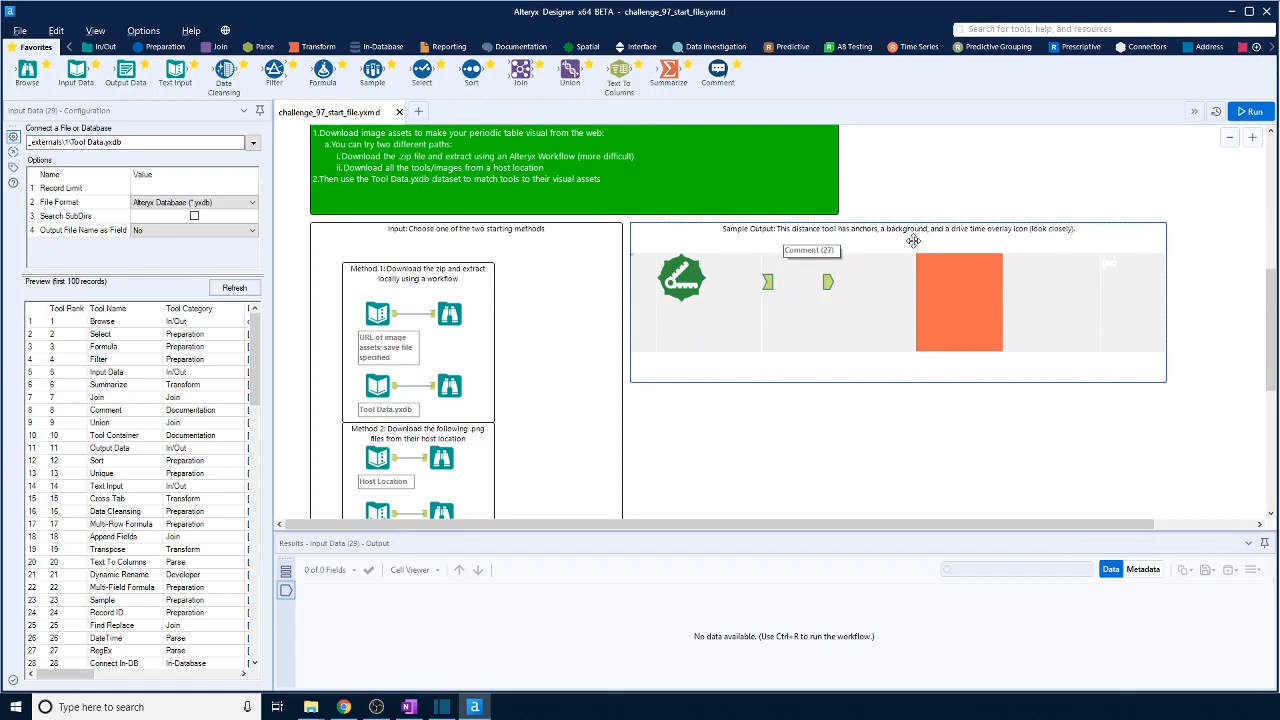 Alteryx Designer x64 BETA - challenge_97_start_file.yxmd
File Edit View Options Help
Search for tools, help, and resources
Favorites In/Out Preparation Join Parse Transform In-Database Reporting Documentation Spatial Interface Data Investigation Predictive AB Testing Time Series Predictive Grouping Prescriptive Connectors Address
Browse Input Data Output Data Text Input Data Cleansing Filter Formula Sample Select Sort Join Union Text To Columns Summarize Comment
Input Data (29) - Configuration
challenge_97_start_file.yxmd
Run
Connect a File or Database
_externals\1\Tool Data.yxdb
Options
Name Value
1 Record Limit
2 File Format Alteryx Database (*.yxdb)
3 Search SubDirs
4 Output File Name as Field No
Preview (first 100 records) Refresh
Tool Rank Tool Name Tool Category
1 1 Browse In/Out [
2 2 Select Preparation [
3 3 Formula Preparation [
4 4 Filter Preparation [
5 5 Input Data In/Out [
6 6 Summarize Transform [
7 7 Join Join [
8 8 Comment Documentation [
9 9 Union Join [
10 10 Tool Container Documentation [
11 11 Output Data In/Out [
12 12 Sort Preparation [
13 13 Unique Preparation [
14 14 Text Input In/Out [
15 15 Cross Tab Transform [
16 16 Data Cleansing Preparation [
17 17 Multi-Row Formula Preparation [
18 18 Append Fields Join [
19 19 Transpose Transform [
20 20 Text To Columns Parse [
21 21 Dynamic Rename Developer [
22 22 Multi-Field Formula Preparation [
23 23 Sample Preparation [
24 24 Record ID Preparation [
25 25 Find Replace Join [
26 26 DateTime Parse [
27 27 RegEx Parse [
28 28 Connect In-DB In-Database [
1.Download image assets to make your periodic table visual from the web:
a.You can try two different paths:
i.Download the .zip file and extract using an Alteryx Workflow (more difficult)
ii.Download all the tools/images from a host location
2.Then use the Tool Data.yxdb dataset to match tools to their visual assets
Input: Choose one of the two starting methods
Method 1: Download the zip and extract
locally using a workflow
URL of image
assets; save file
specified
Tool Data.yxdb
Method 2: Download the following .png
files from their host location
Host Location
Sample Output: This distance tool has anchors, a background, and a drive time overlay icon (look closely).
Comment (27)
Results - Input Data (29) - Output
0 of 0 Fields Cell Viewer Data Metadata
No data available. (Use Ctrl+R to run the workflow.)
Type here to search